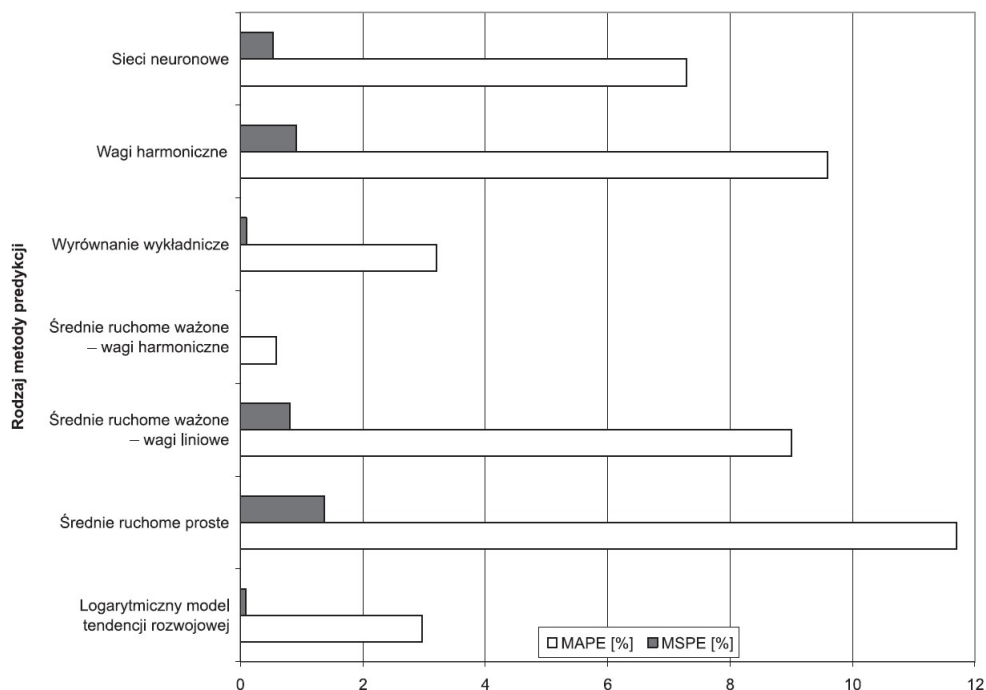 Rodzaj metody predykcji
Sieci neuronowe
Wagi harmoniczne
Wyrównanie wykładnicze
Średnie ruchome ważone
– wagi harmoniczne
Średnie ruchome ważone
– wagi liniowe
Średnie ruchome proste
Logarytmiczny model
tendencji rozwojowej
MAPE [%] MSPE [%]
0 2 4 6 8 10 12